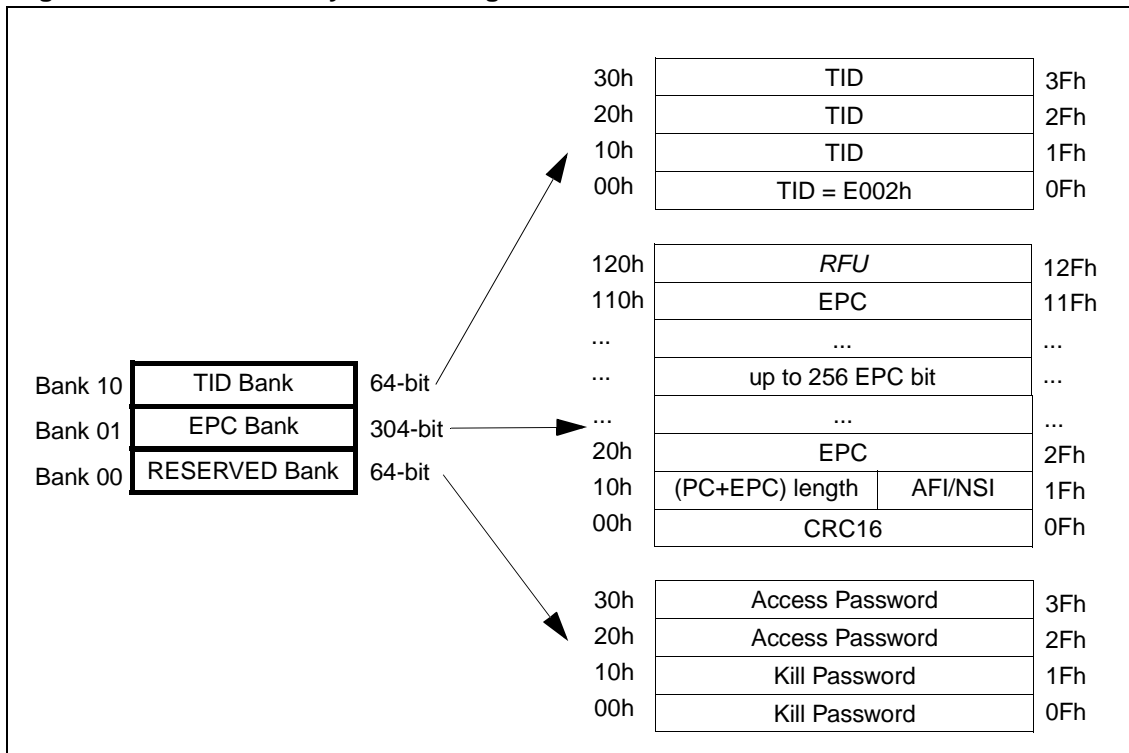 30h TID 3Fh
20h TID 2Fh
10h TID 1Fh
00h TID = E002h 0Fh
120h RFU 12Fh
110h EPC 11Fh
... ... ...
... up to 256 EPC bit ...
... ... ...
20h EPC 2Fh
10h (PC+EPC) length AFI/NSI 1Fh
00h CRC16 0Fh
Bank 10 TID Bank 64-bit
Bank 01 EPC Bank 304-bit
Bank 00 RESERVED Bank 64-bit
30h Access Password 3Fh
20h Access Password 2Fh
10h Kill Password 1Fh
00h Kill Password 0Fh